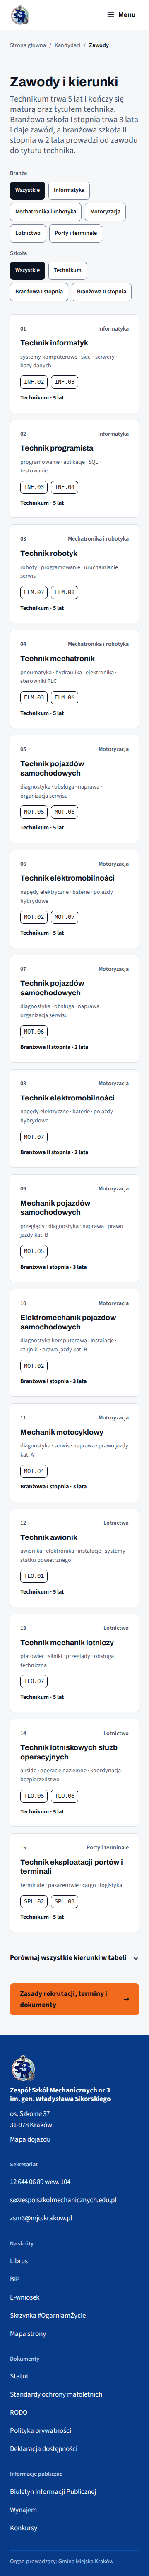 Menu
Strona główna / Kandydaci / Zawody
Zawody i kierunki
Technikum trwa 5 lat i kończy się
uzyskaniem tytułu technika.
Branżowa szkoła I stopnia trwa 3 lata
i daje zawód, a branżowa szkoła II
stopnia w 2 lata prowadzi od zawodu
do tytułu technika.
Branża
Wszystkie
Informatyka
Mechatronika i robotyka
Motoryzacja
Lotnictwo
Porty i terminale
Szkoła
Wszystkie
Technikum
Branżowa I stopnia
Branżowa II stopnia
01
Informatyka
Technik informatyk
systemy komputerowe · sieci · serwery ·
bazy danych
INF.02
INF.03
Technikum · 5 lat
02
Informatyka
Technik programista
programowanie · aplikacje · SQL ·
testowanie
INF.03
INF.04
Technikum · 5 lat
03
Mechatronika i robotyka
Technik robotyk
roboty · programowanie · uruchamianie ·
serwis
ELM.07
ELM.08
Technikum · 5 lat
04
Mechatronika i robotyka
Technik mechatronik
pneumatyka · hydraulika · elektronika ·
sterowniki PLC
ELM.03
ELM.06
Technikum · 5 lat
05
Motoryzacja
Technik pojazdów
samochodowych
diagnostyka · obsługa · naprawa ·
organizacja serwisu
MOT.05
MOT.06
Technikum · 5 lat
06
Motoryzacja
Technik elektromobilności
napędy elektryczne · baterie · pojazdy
hybrydowe
MOT.02
MOT.07
Technikum · 5 lat
07
Motoryzacja
Technik pojazdów
samochodowych
diagnostyka · obsługa · naprawa ·
organizacja serwisu
MOT.06
Branżowa II stopnia · 2 lata
08
Motoryzacja
Technik elektromobilności
napędy elektryczne · baterie · pojazdy
hybrydowe
MOT.07
Branżowa II stopnia · 2 lata
09
Motoryzacja
Mechanik pojazdów
samochodowych
przeglądy · diagnostyka · naprawa · prawo
jazdy kat. B
MOT.05
Branżowa I stopnia · 3 lata
10
Motoryzacja
Elektromechanik pojazdów
samochodowych
diagnostyka komputerowa · instalacje ·
czujniki · prawo jazdy kat. B
MOT.02
Branżowa I stopnia · 3 lata
11
Motoryzacja
Mechanik motocyklowy
diagnostyka · serwis · naprawa · prawo jazdy
kat. A
MOT.04
Branżowa I stopnia · 3 lata
12
Lotnictwo
Technik awionik
awionika · elektronika · instalacje · systemy
statku powietrznego
TLO.01
Technikum · 5 lat
13
Lotnictwo
Technik mechanik lotniczy
płatowiec · silniki · przeglądy · obsługa
techniczna
TLO.07
Technikum · 5 lat
14
Lotnictwo
Technik lotniskowych służb
operacyjnych
airside · operacje naziemne · koordynacja ·
bezpieczeństwo
TLO.05
TLO.06
Technikum · 5 lat
15
Porty i terminale
Technik eksploatacji portów i
terminali
terminale · pasażerowie · cargo · logistyka
SPL.02
SPL.03
Technikum · 5 lat
Porównaj wszystkie kierunki w tabeli
Zasady rekrutacji, terminy i
dokumenty →
Zespół Szkół Mechanicznych nr 3
im. gen. Władysława Sikorskiego
os. Szkolne 37
31-978 Kraków
Mapa dojazdu
Sekretariat
12 644 06 89 wew. 104
s@zespolszkolmechanicznych.edu.pl
zsm3@mjo.krakow.pl
Na skróty
Librus
BIP
E-wniosek
Skrzynka #OgarniamŻycie
Mapa strony
Dokumenty
Statut
Standardy ochrony małoletnich
RODO
Polityka prywatności
Deklaracja dostępności
Informacje publiczne
Biuletyn Informacji Publicznej
Wynajem
Konkursy
Organ prowadzący: Gmina Miejska Kraków